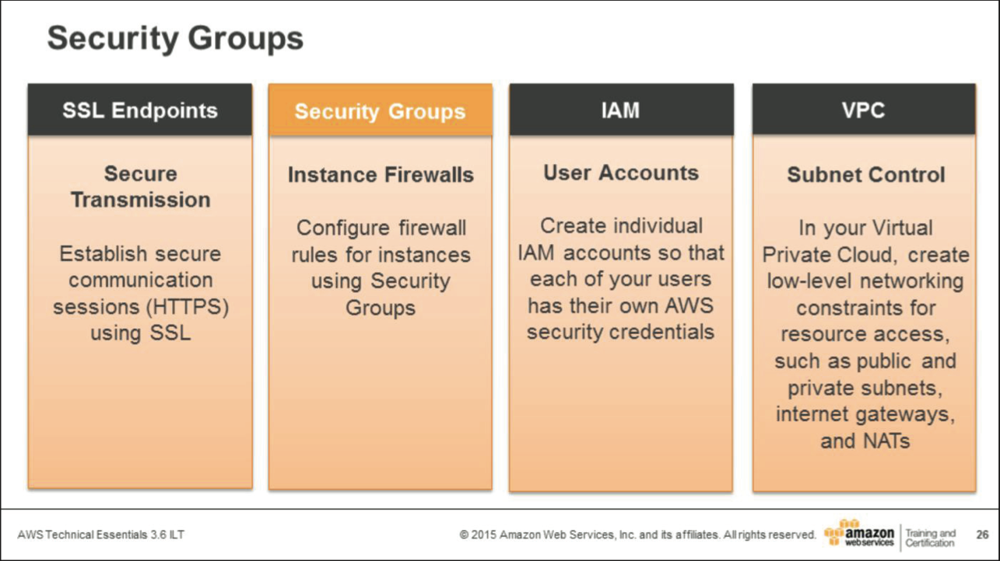 Security Groups
SSL Endpoints
Secure
Transmission
Establish secure
communication
sessions (HTTPS)
using SSL
Security Groups
Instance Firewalls
Configure firewall
rules for instances
using Security
Groups
IAM
User Accounts
Create individual
IAM accounts so that
each of your users
has their own AWS
security credentials
VPC
Subnet Control
In your Virtual
Private Cloud, create
low-level networking
constraints for
resource access,
such as public and
private subnets,
internet gateways,
and NATs
AWS Technical Essentials 3.6 ILT
© 2015 Amazon Web Services, Inc. and its affiliates. All rights reserved.
amazon
webservices
Training and
Certification
26